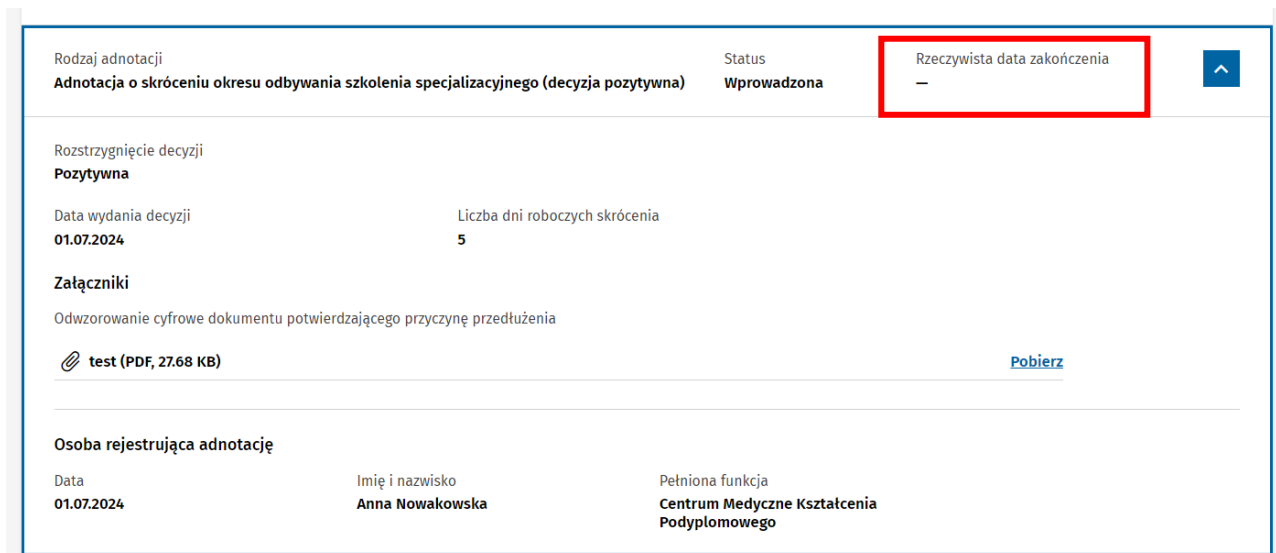 Rodzaj adnotacji
Adnotacja o skróceniu okresu odbywania szkolenia specjalizacyjnego (decyzja pozytywna)
Status
Wprowadzona
Rzeczywista data zakończenia
—
Rozstrzygnięcie decyzji
Pozytywna
Data wydania decyzji
01.07.2024
Liczba dni roboczych skrócenia
5
Załączniki
Odwzorowanie cyfrowe dokumentu potwierdzającego przyczynę przedłużenia
test (PDF, 27.68 KB)
Pobierz
Osoba rejestrująca adnotację
Data
01.07.2024
Imię i nazwisko
Anna Nowakowska
Pełniona funkcja
Centrum Medyczne Kształcenia
Podyplomowego